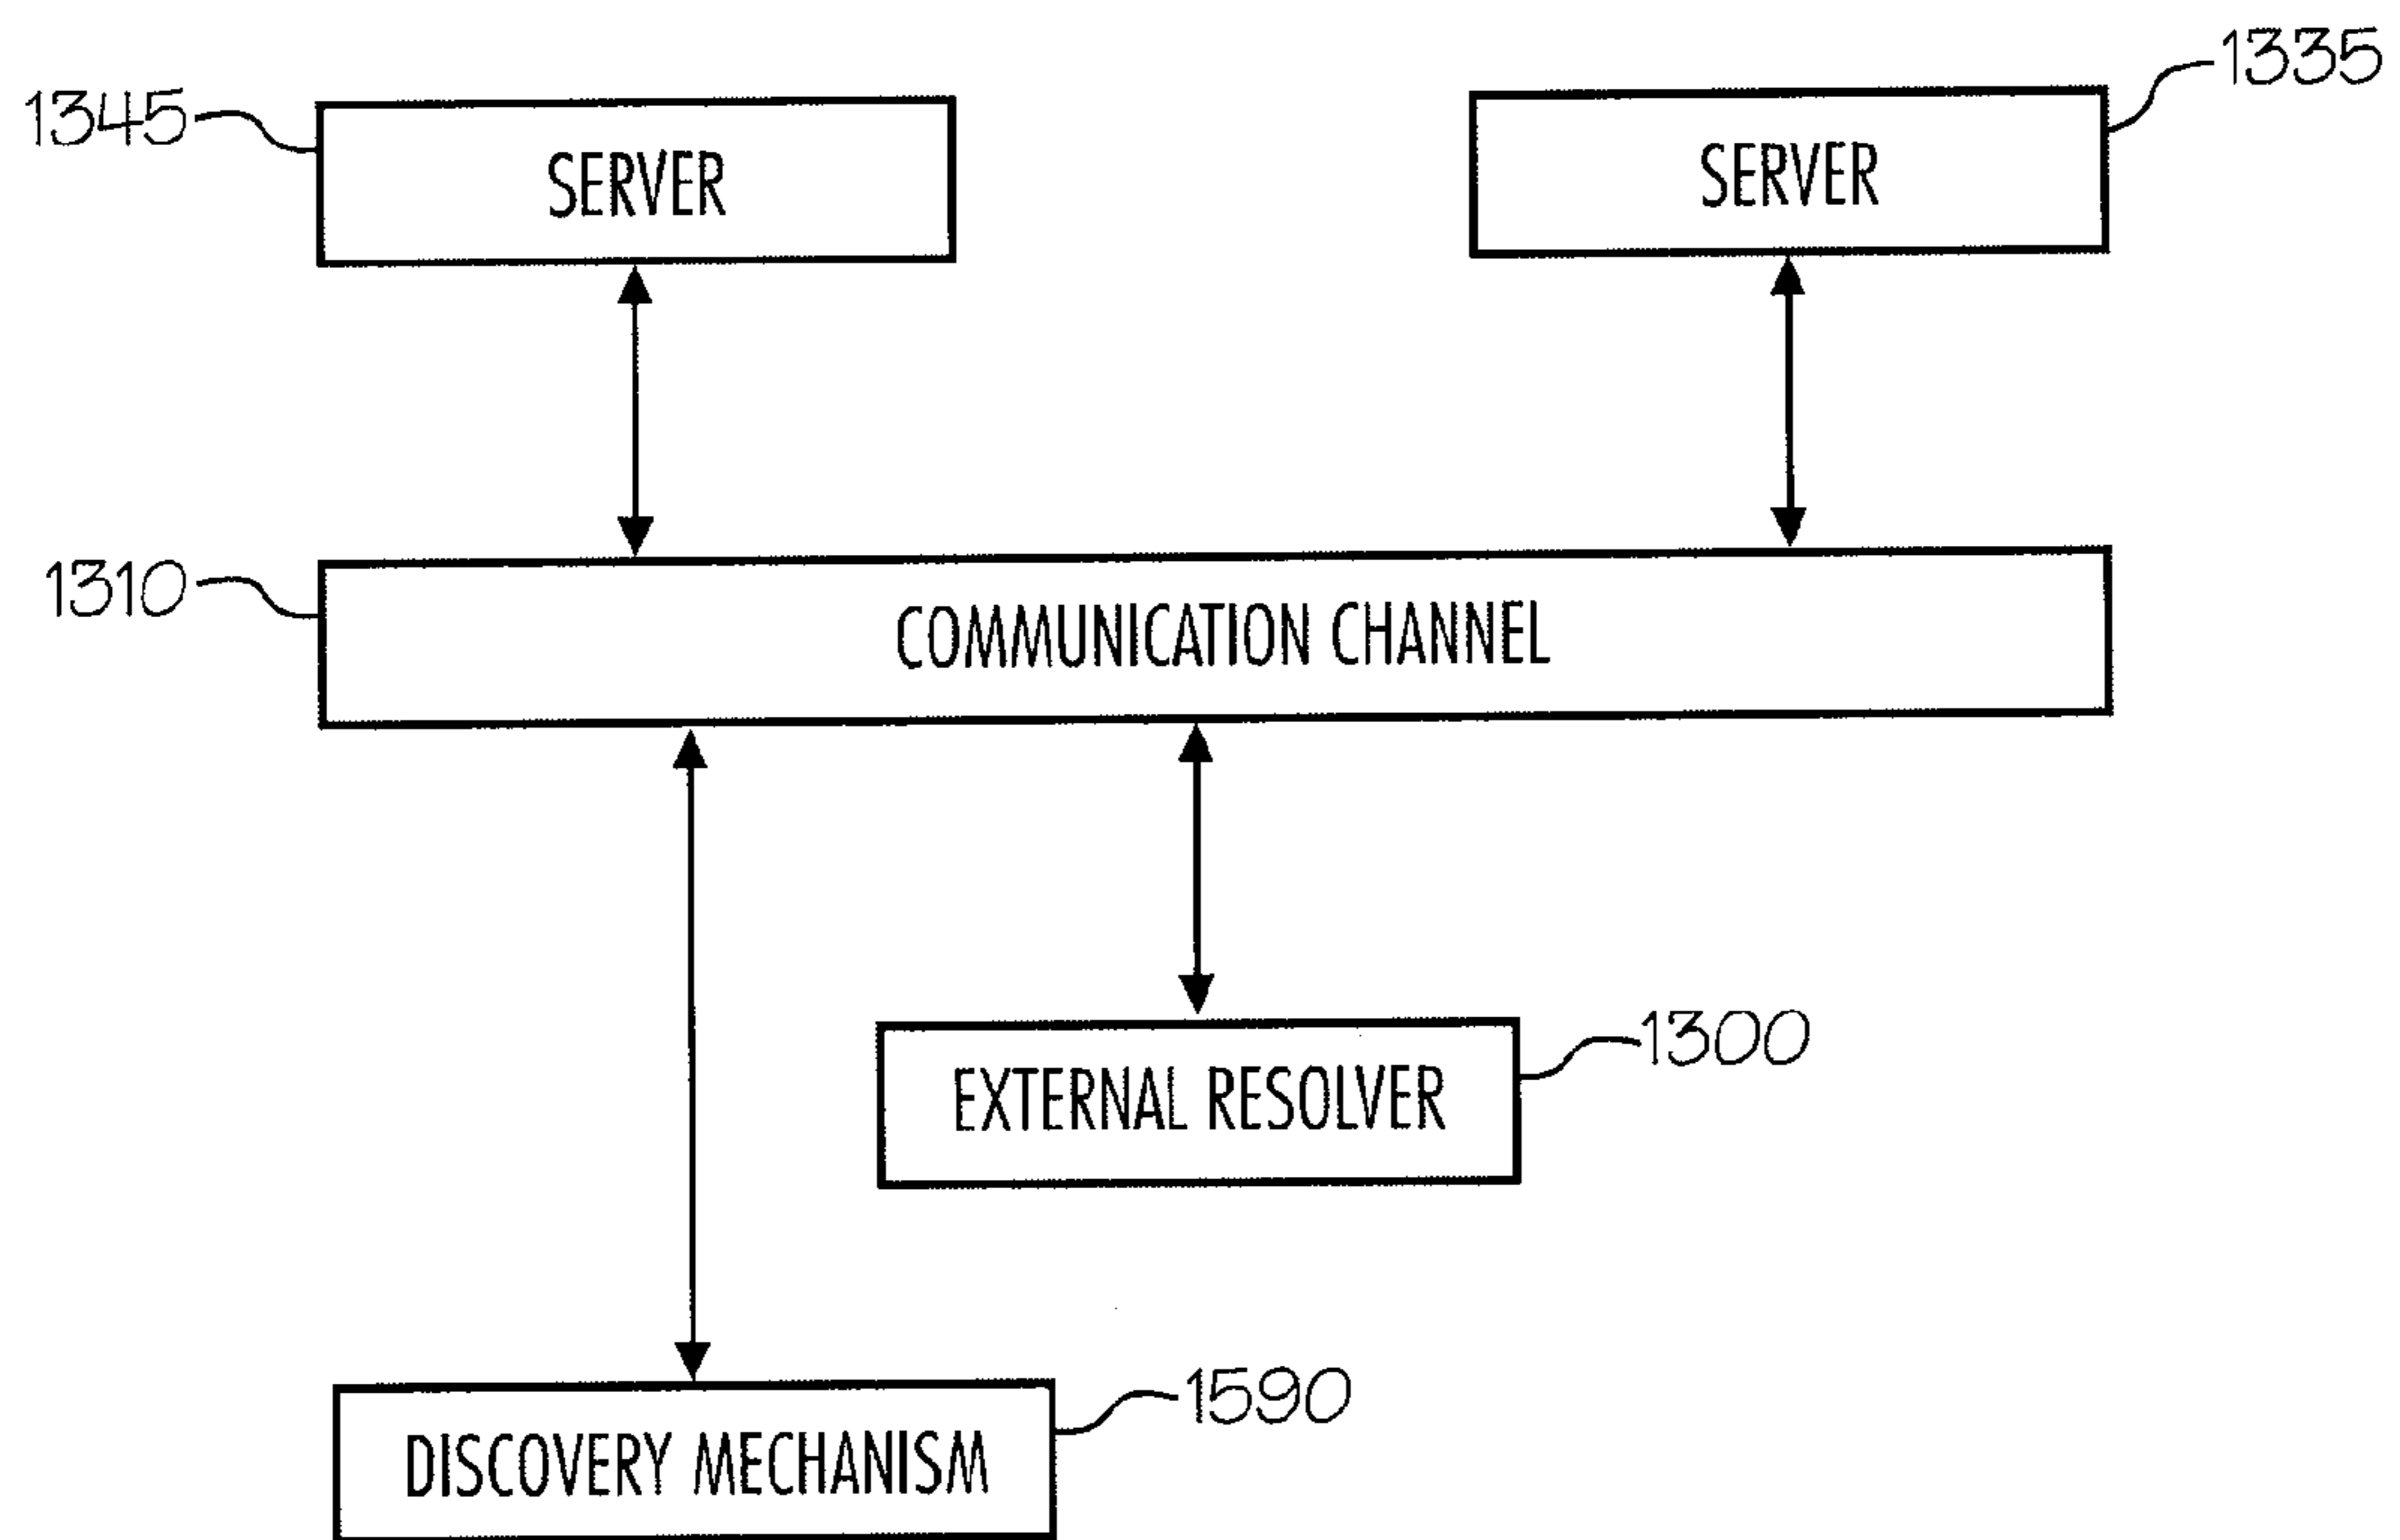 1335
1345
SERVER
SERVER
1310
COMMUNICATION CHANNEL
1300
EXTERNAL RESOLVER
1590
DISCOVERY MECHANISM